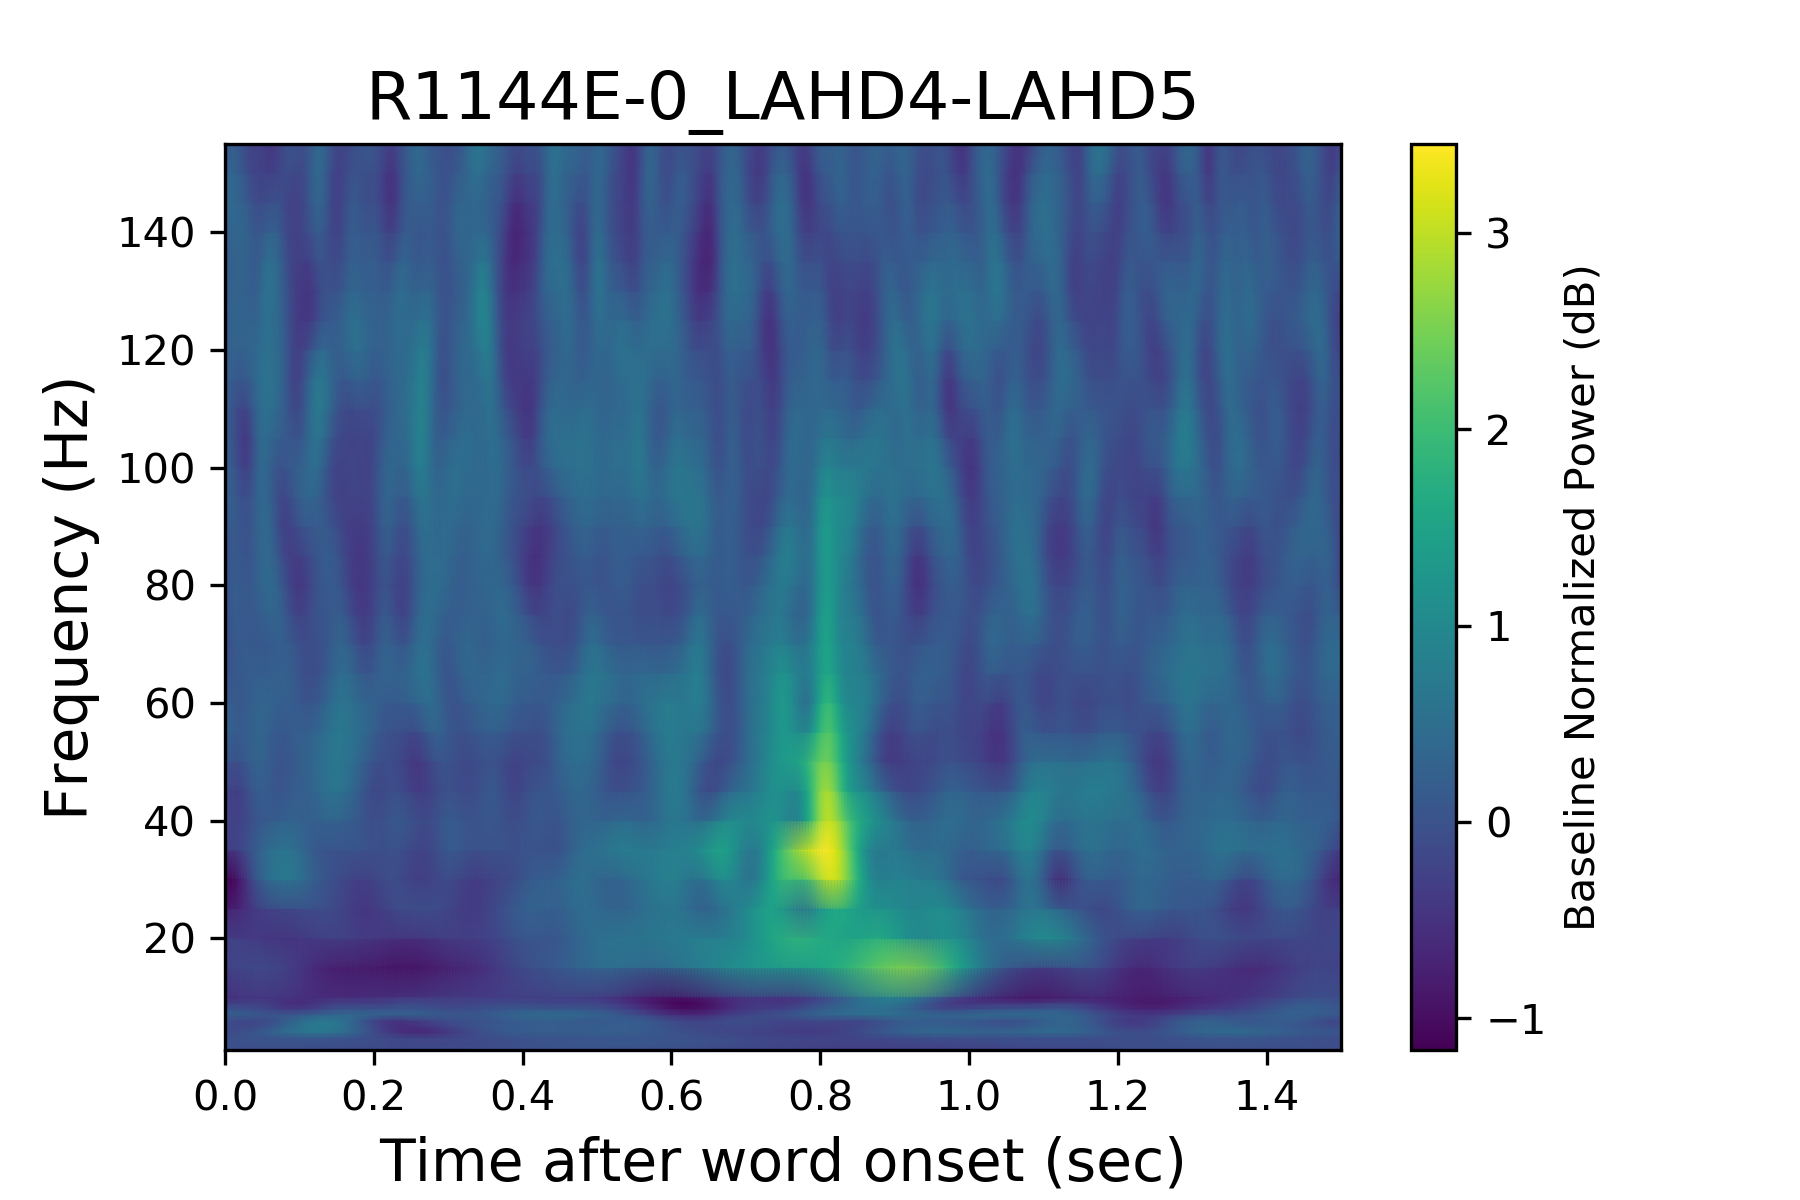 R1144E-0_LAHD4-LAHD5
Frequency (Hz)
140
120
100
80
60
40
20
0.0 0.2 0.4 0.6 0.8 1.0 1.2 1.4
Time after word onset (sec)
3
2
1
0
−1
Baseline Normalized Power (dB)